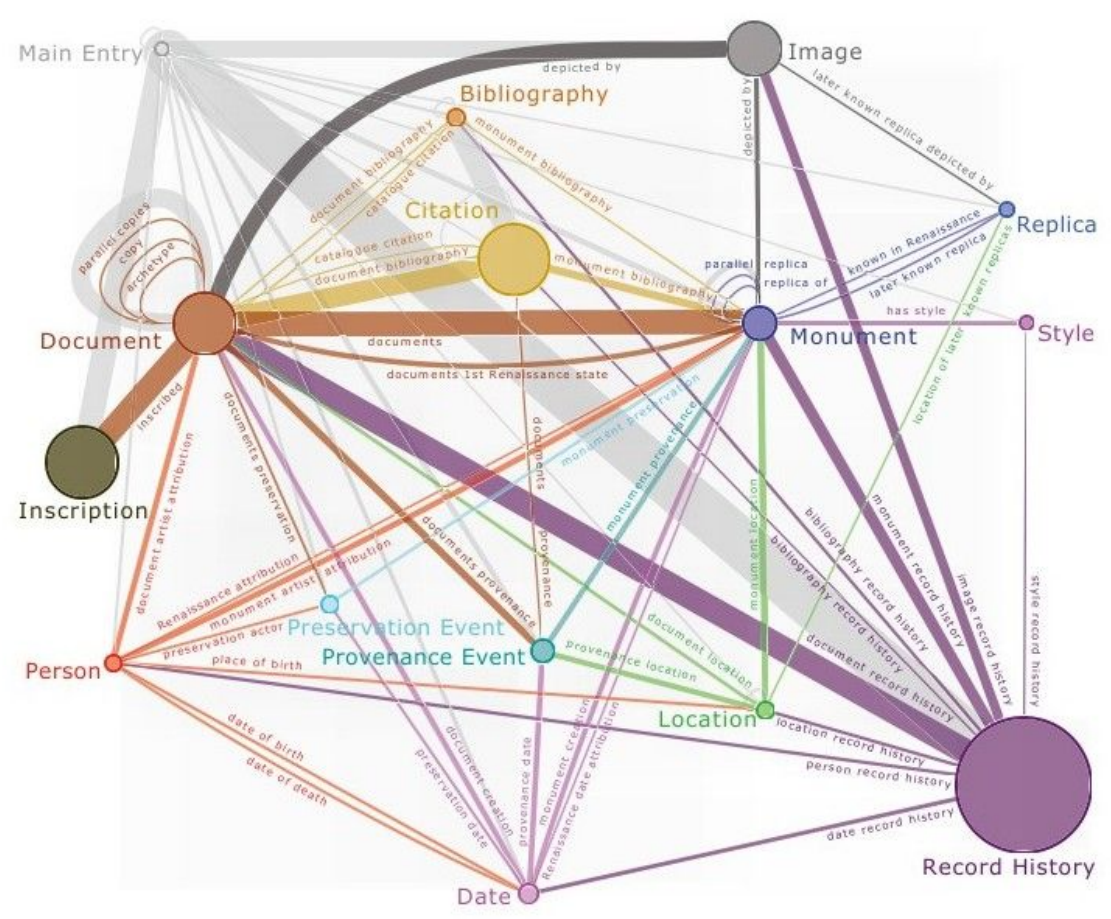 Main Entry
Image
depicted by
later known replica depicted by
Bibliography
depicted by
document bibliography
catalogue citation
monument bibliography
Citation
Parallel copies
copy
archetype
catalogue citation
document bibliography
monument bibliography
parallel replica
replica of
known in Renaissance
later known replica
Replica
has style
Style
Document
documents
Monument
documents 1st Renaissance state
location of later known replicas
inscribed
Inscription
document artist attribution
documents preservation
documents provenance
monument preservation
monument provenance
documents
provenance
monument location
Renaissance attribution
monument artist attribution
preservation actor
Preservation Event
Provenance Event
provenance location
document location
bibliography record history
bibliography record history
monument record history
image record history
style record history
document record history
Person
place of birth
Location
location record history
person record history
date of birth
date or death
document creation
preservation date
provenance date
monument creation
Renaissance date attribution
date record history
Date
Record History